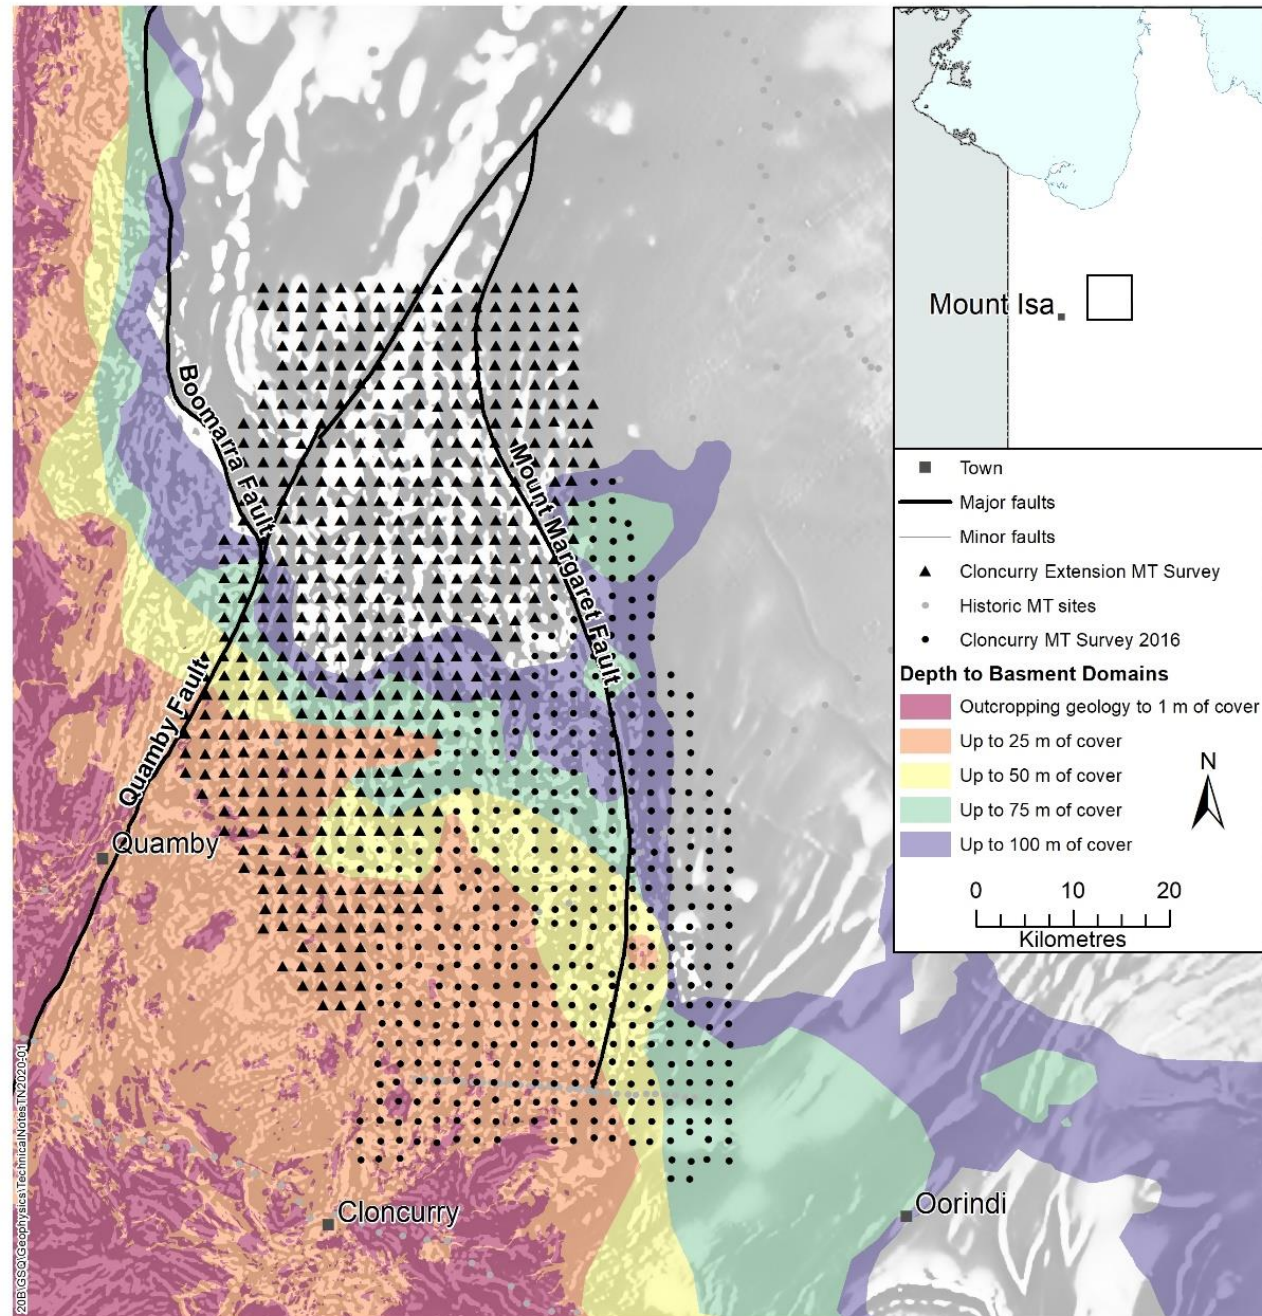 Boomarra Fault
Mount Margaret Fault
Quamby Fault
Quamby
Cloncurry
Oorindi
20B\GSQ\Geophysics\TechnicalNotesTN2020-01
Mount Isa
Town
Major faults
Minor faults
Cloncurry Extension MT Survey
Historic MT sites
Cloncurry MT Survey 2016
Depth to Basment Domains
Outcropping geology to 1 m of cover
Up to 25 m of cover
Up to 50 m of cover
Up to 75 m of cover
Up to 100 m of cover
N
0 10 20
Kilometres